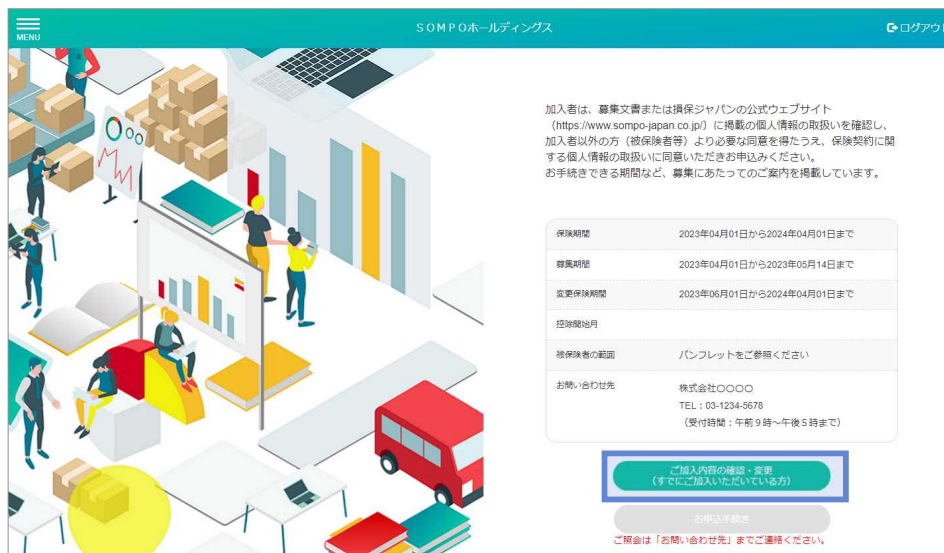 MENU
SOMPOホールディングス
ログアウト
加入者は、募集文書または損保ジャパンの公式ウェブサイト
（https://www.sompo-japan.co.jp/）に掲載の個人情報の取扱いを確認し、
加入者以外の方（被保険者等）より必要な同意を得たうえ、保険契約に関
する個人情報の取扱いに同意いただきお申込みください。
お手続きできる期間など、募集にあたってのご案内を掲載しています。
保険期間 2023年04月01日から2024年04月01日まで
募集期間 2023年04月01日から2023年05月14日まで
変更保険期間 2023年06月01日から2024年04月01日まで
控除開始月
被保険者の範囲 パンフレットをご参照ください
お問い合わせ先 株式会社○○○○
TEL：03-1234-5678
（受付時間：午前９時～午後５時まで）
ご加入内容の確認・変更
（すでにご加入いただいている方）
お申込手続き
ご照会は「お問い合わせ先」までご連絡ください。